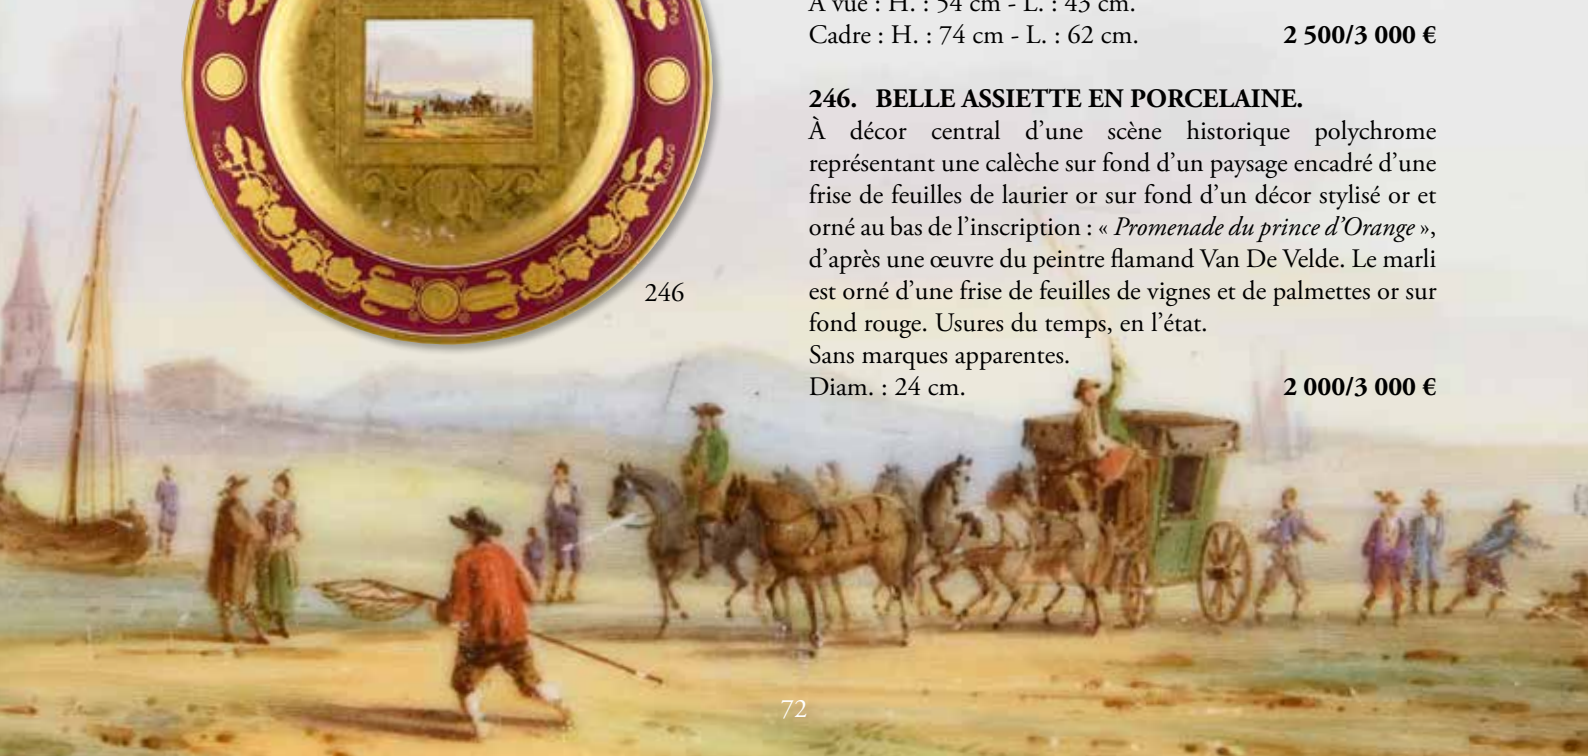 À vue : H. : 54 cm - L. : 43 cm.
Cadre : H. : 74 cm - L. : 62 cm. 2 500/3 000 €
246. BELLE ASSIETTE EN PORCELAINE.
À décor central d’une scène historique polychrome
représentant une calèche sur fond d’un paysage encadré d’une
frise de feuilles de laurier or sur fond d’un décor stylisé or et
orné au bas de l’inscription : « Promenade du prince d’Orange »,
d’après une œuvre du peintre flamand Van De Velde. Le marli
est orné d’une frise de feuilles de vignes et de palmettes or sur
fond rouge. Usures du temps, en l’état.
Sans marques apparentes.
Diam. : 24 cm. 2 000/3 000 €
246
72